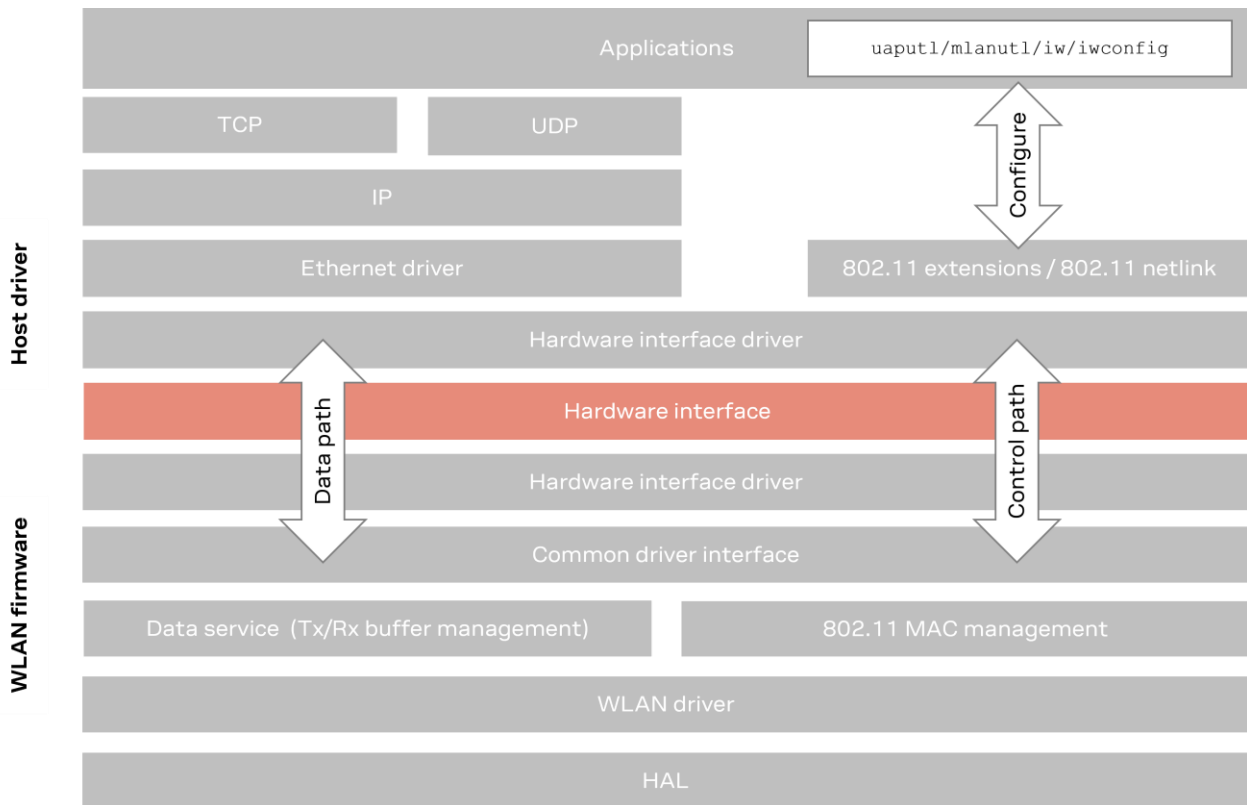 Applications
uaputl/mlanutl/iw/iwconfig
TCP
UDP
Configure
IP
Host driver
Ethernet driver
802.11 extensions / 802.11 netlink
Hardware interface driver
Data path
Control path
Hardware interface
Hardware interface driver
WLAN firmware
Common driver interface
Data service (Tx/Rx buffer management)
802.11 MAC management
WLAN driver
HAL